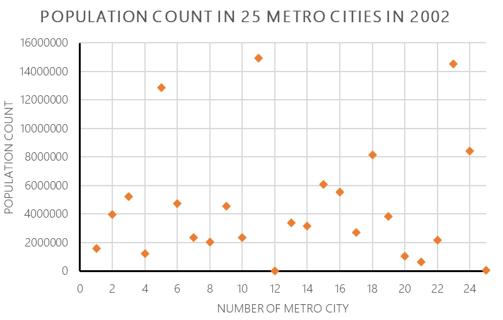 POPULATION COUNT IN 25 METRO CITIES IN 2002
POPULATION COUNT
16000000
14000000
12000000
10000000
8000000
6000000
4000000
2000000
0
0 2 4 6 8 10 12 14 16 18 20 22 24
NUMBER OF METRO CITY